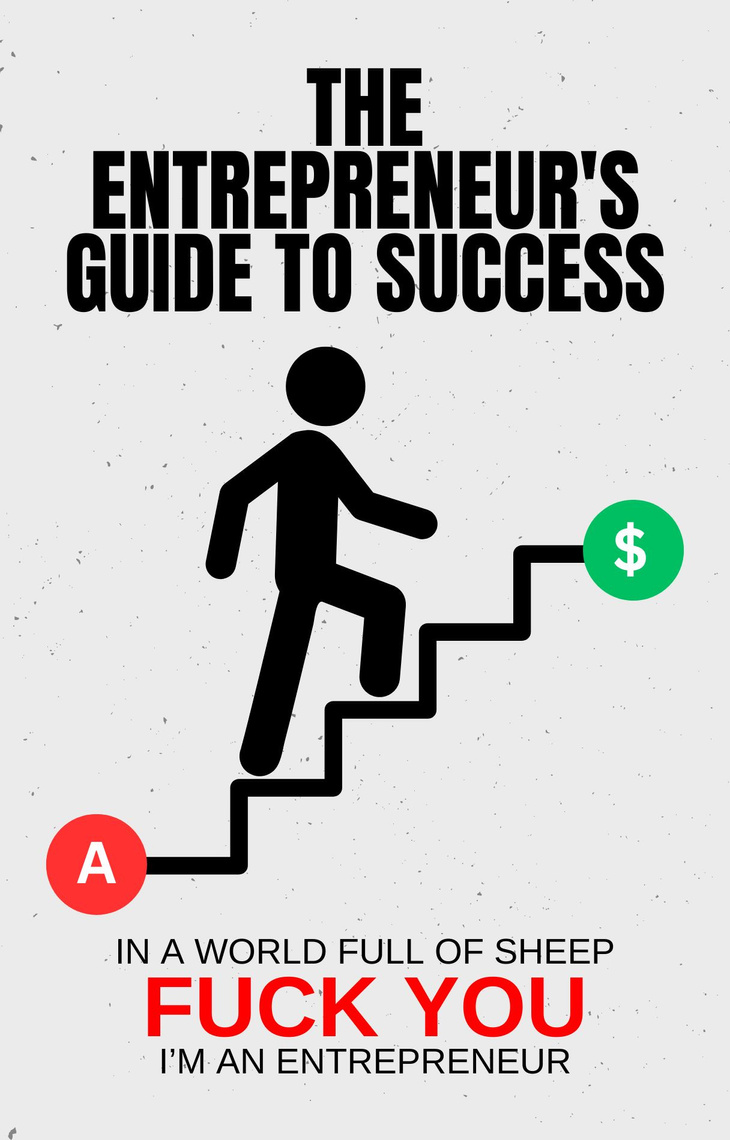 THE
ENTREPRENEUR'S
GUIDE TO SUCCESS
$
A
IN A WORLD FULL OF SHEEP
FUCK YOU
I’M AN ENTREPRENEUR